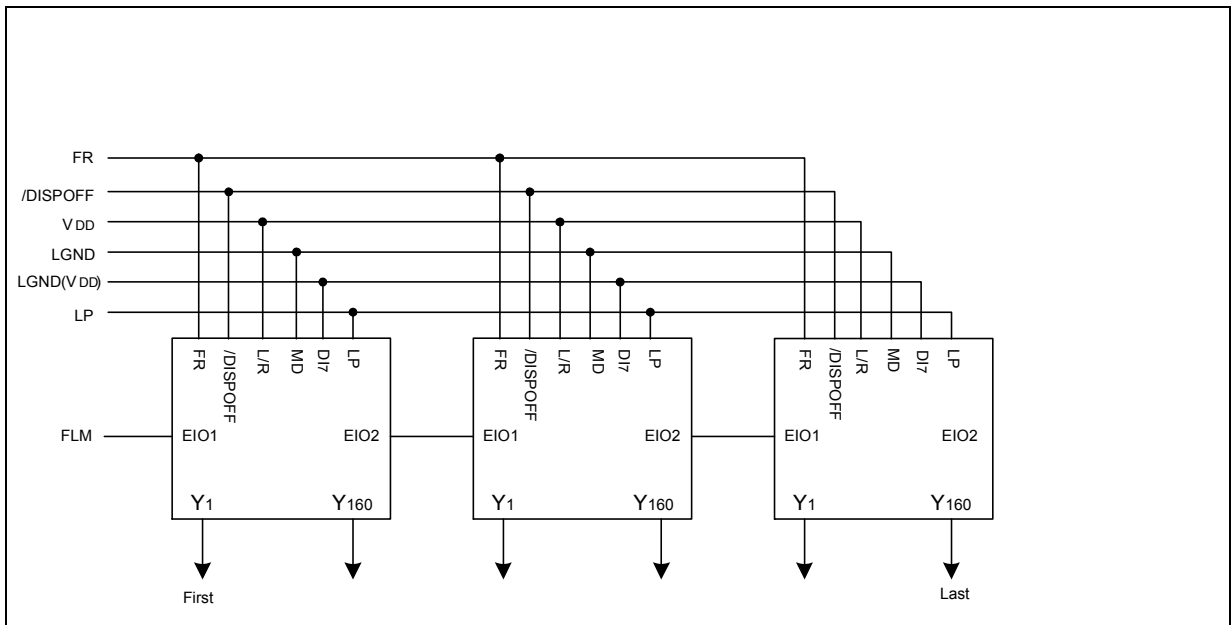 FR
/DISPOFF
VDD
LGND
LGND(VDD)
LP
FR /DISPOFF L/R MD DI7 LP
FR /DISPOFF L/R MD DI7 LP
FR /DISPOFF L/R MD DI7 LP
FLM
EIO1 EIO2
EIO1 EIO2
EIO1 EIO2
Y1 Y160
Y1 Y160
Y1 Y160
First
Last